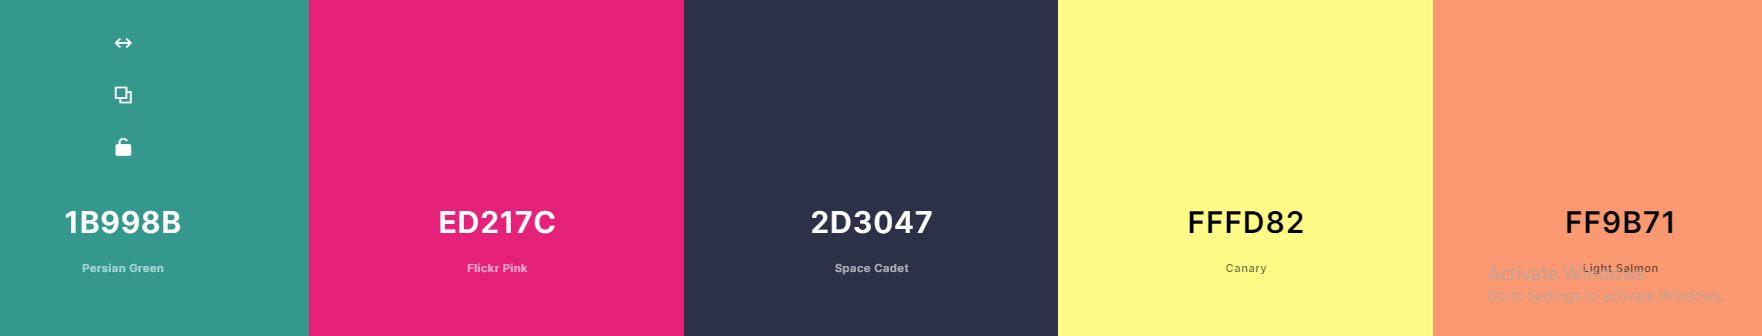 1B998B
Persian Green
ED217C
Flickr Pink
2D3047
Space Cadet
FFFD82
Canary
FF9B71
Light Salmon
Activate Windows
Go to Settings to activate Windows.